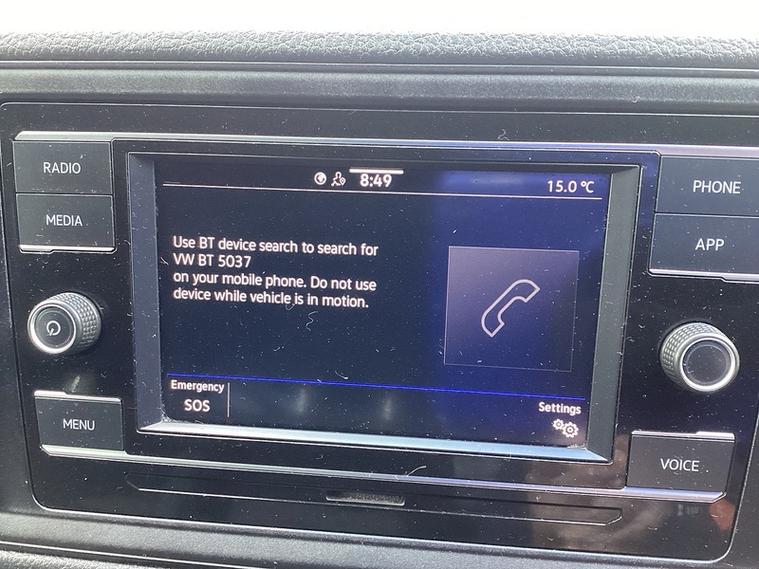 RADIO
MEDIA
MENU
8:49
15.0 °C
Use BT device search to search for
VW BT 5037
on your mobile phone. Do not use
device while vehicle is in motion.
Emergency
SOS
Settings
PHONE
APP
VOICE